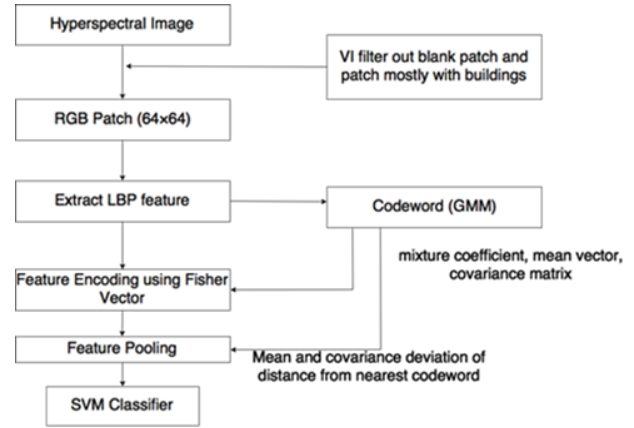 Hyperspectral Image
VI filter out blank patch and
patch mostly with buildings
RGB Patch (64×64)
Extract LBP feature
Codeword (GMM)
mixture coefficient, mean vector,
covariance matrix
Feature Encoding using Fisher
Vector
Feature Pooling
Mean and covariance deviation of
distance from nearest codeword
SVM Classifier